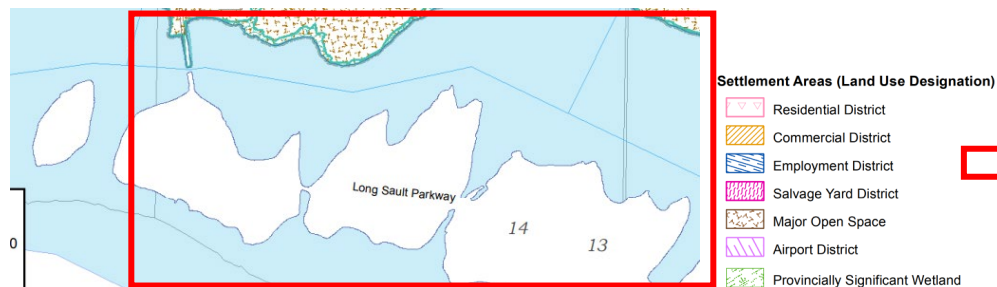 Settlement Areas (Land Use Designation)
Residential District
Commercial District
Employment District
Salvage Yard District
Major Open Space
Airport District
Provincially Significant Wetland
Long Sault Parkway
14
13
0